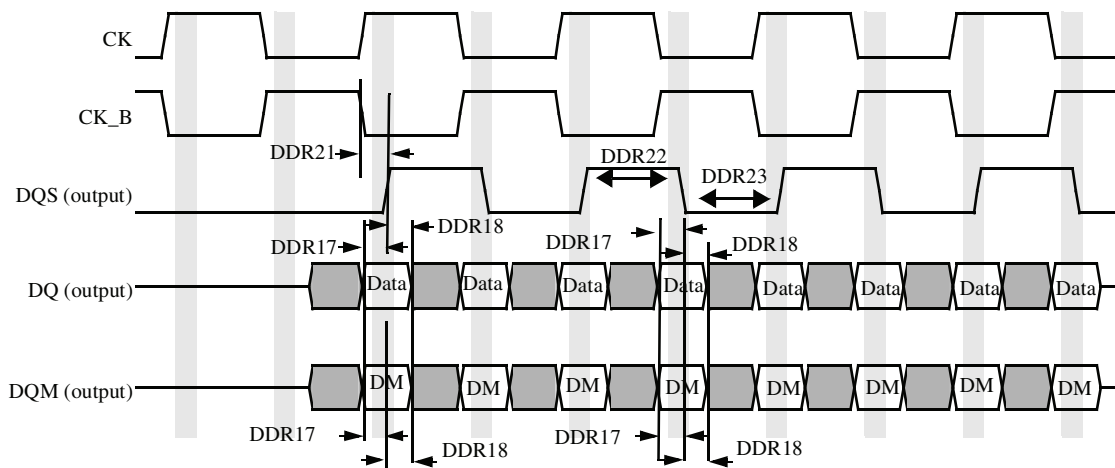 CK
CK_B
DDR21
DDR22
DDR23
DQS (output)
DDR17
DDR18
DDR17
DDR18
DQ (output)
Data
Data
Data
Data
Data
Data
Data
Data
DQM (output)
DM
DM
DM
DM
DM
DM
DM
DM
DDR17
DDR18
DDR17
DDR18